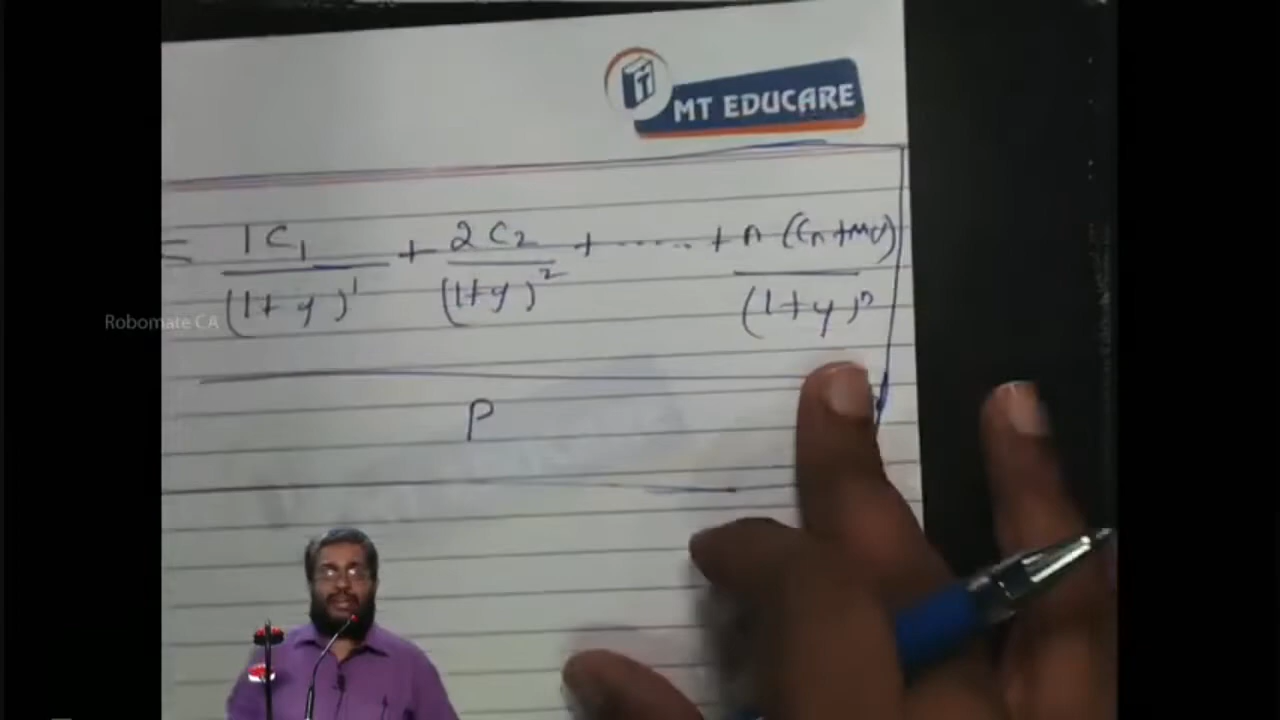 MT EDUCARE
= 1C₁ + 2C₂ + ...... + n (Cn + MV)
(1+y)¹ (1+y)² (1+y)ⁿ
Robomate CA
P